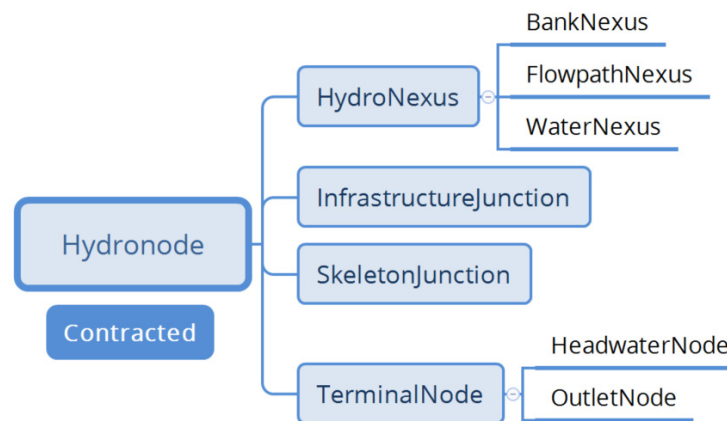 BankNexus
HydroNexus
FlowpathNexus
WaterNexus
InfrastructureJunction
Hydronode
SkeletonJunction
Contracted
HeadwaterNode
TerminalNode
OutletNode